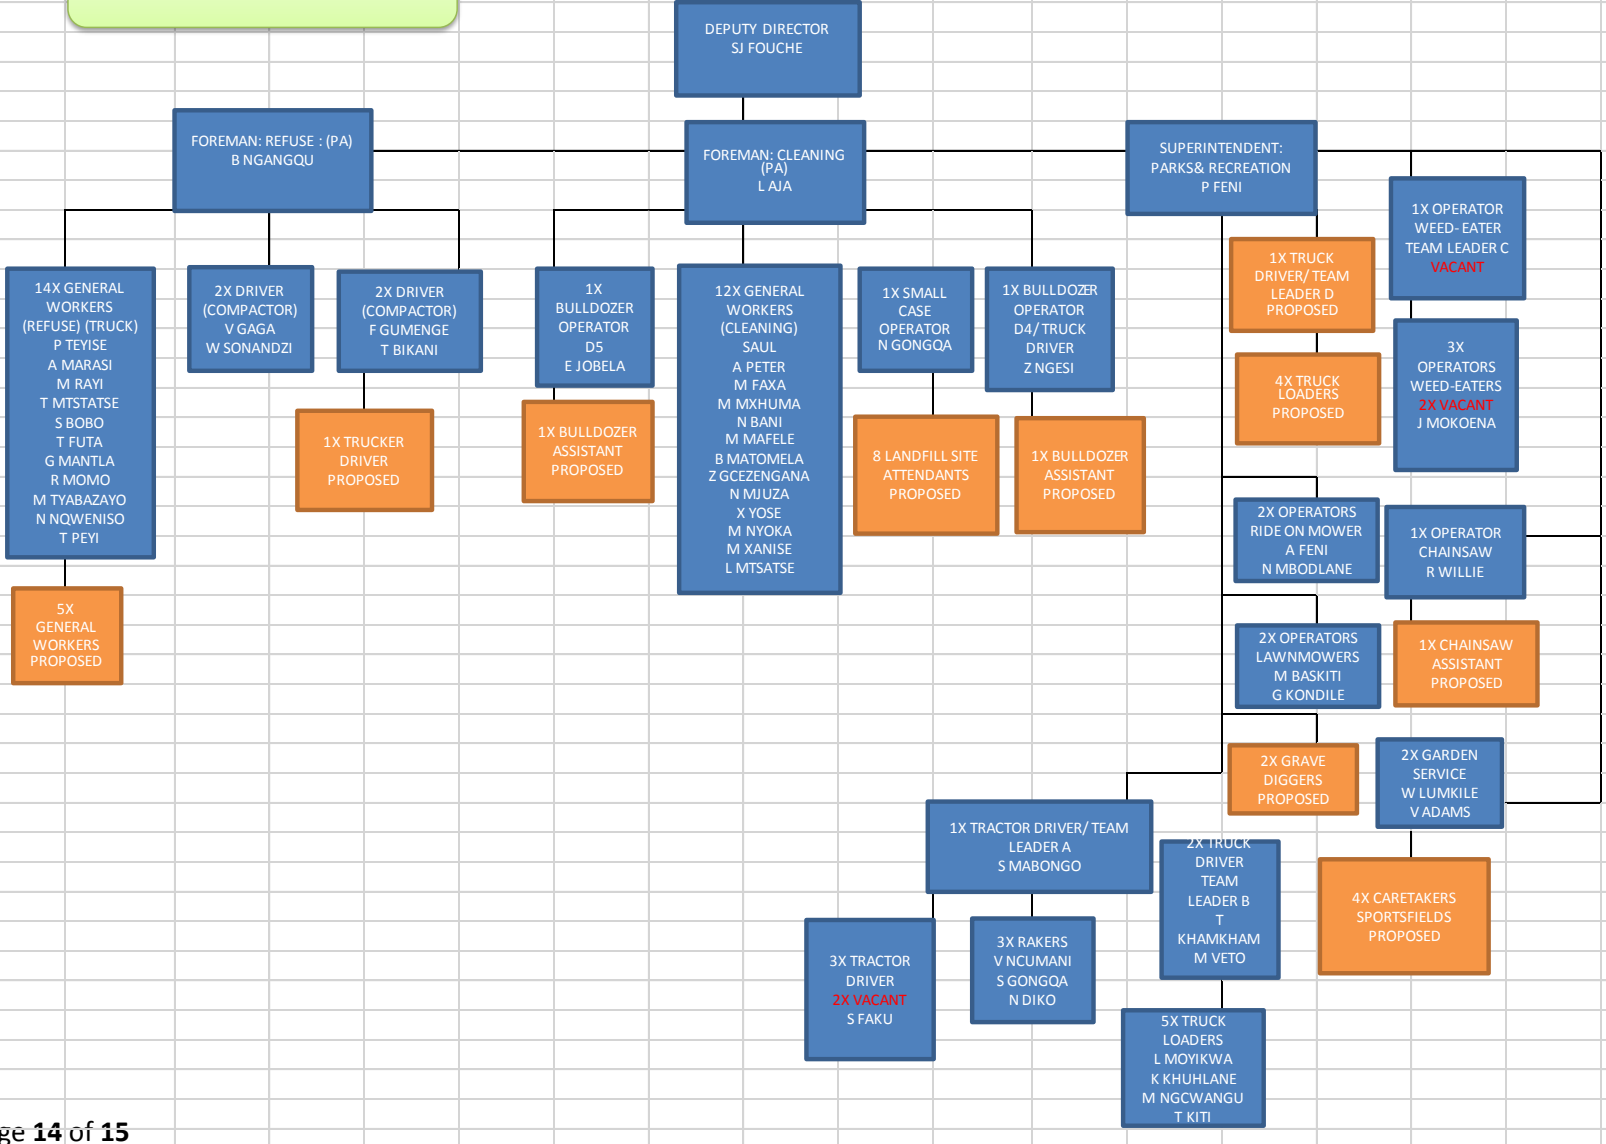 DEPUTY DIRECTOR
SJ FOUCHE
FOREMAN: REFUSE : (PA)
B NGANGQU
FOREMAN: CLEANING
(PA)
L AJA
SUPERINTENDENT:
PARKS& RECREATION
P FENI
14X GENERAL
WORKERS
(REFUSE) (TRUCK)
P TEYISE
A MARASI
M RAYI
T MTSTATSE
S BOBO
T FUTA
G MANTLA
R MOMO
M TYABAZAYO
N NQWENISO
T PEYI
5X
GENERAL
WORKERS
PROPOSED
2X DRIVER
(COMPACTOR)
V GAGA
W SONANDZI
2X DRIVER
(COMPACTOR)
F GUMENGE
T BIKANI
1X TRUCKER
DRIVER
PROPOSED
1X
BULLDOZER
OPERATOR
D5
E JOBELA
1X BULLDOZER
ASSISTANT
PROPOSED
12X GENERAL
WORKERS
(CLEANING)
SAUL
A PETER
M FAXA
M MXHUMA
N BANI
M MAFELE
B MATOMELA
Z GCEZENGANA
N MJUZA
X YOSE
M NYOKA
M XANISE
L MTSATSE
1X SMALL
CASE
OPERATOR
N GONGQA
8 LANDFILL SITE
ATTENDANTS
PROPOSED
1X BULLDOZER
OPERATOR
D4/ TRUCK
DRIVER
Z NGESI
1X BULLDOZER
ASSISTANT
PROPOSED
1X TRUCK
DRIVER/ TEAM
LEADER D
PROPOSED
4X TRUCK
LOADERS
PROPOSED
1X OPERATOR
WEED- EATER
TEAM LEADER C
VACANT
3X
OPERATORS
WEED-EATERS
2X VACANT
J MOKOENA
2X OPERATORS
RIDE ON MOWER
A FENI
N MBODLANE
1X OPERATOR
CHAINSAW
R WILLIE
2X OPERATORS
LAWNMOWERS
M BASKITI
G KONDILE
1X CHAINSAW
ASSISTANT
PROPOSED
2X GRAVE
DIGGERS
PROPOSED
2X GARDEN
SERVICE
W LUMKILE
V ADAMS
4X CARETAKERS
SPORTSFIELDS
PROPOSED
1X TRACTOR DRIVER/ TEAM
LEADER A
S MABONGO
3X TRACTOR
DRIVER
2X VACANT
S FAKU
3X RAKERS
V NCUMANI
S GONGQA
N DIKO
2X TRUCK
DRIVER
TEAM
LEADER B
T
KHAMKHAM
M VETO
5X TRUCK
LOADERS
L MOYIKWA
K KHUHLANE
M NGCWANGU
T KITI
ge 14 of 15